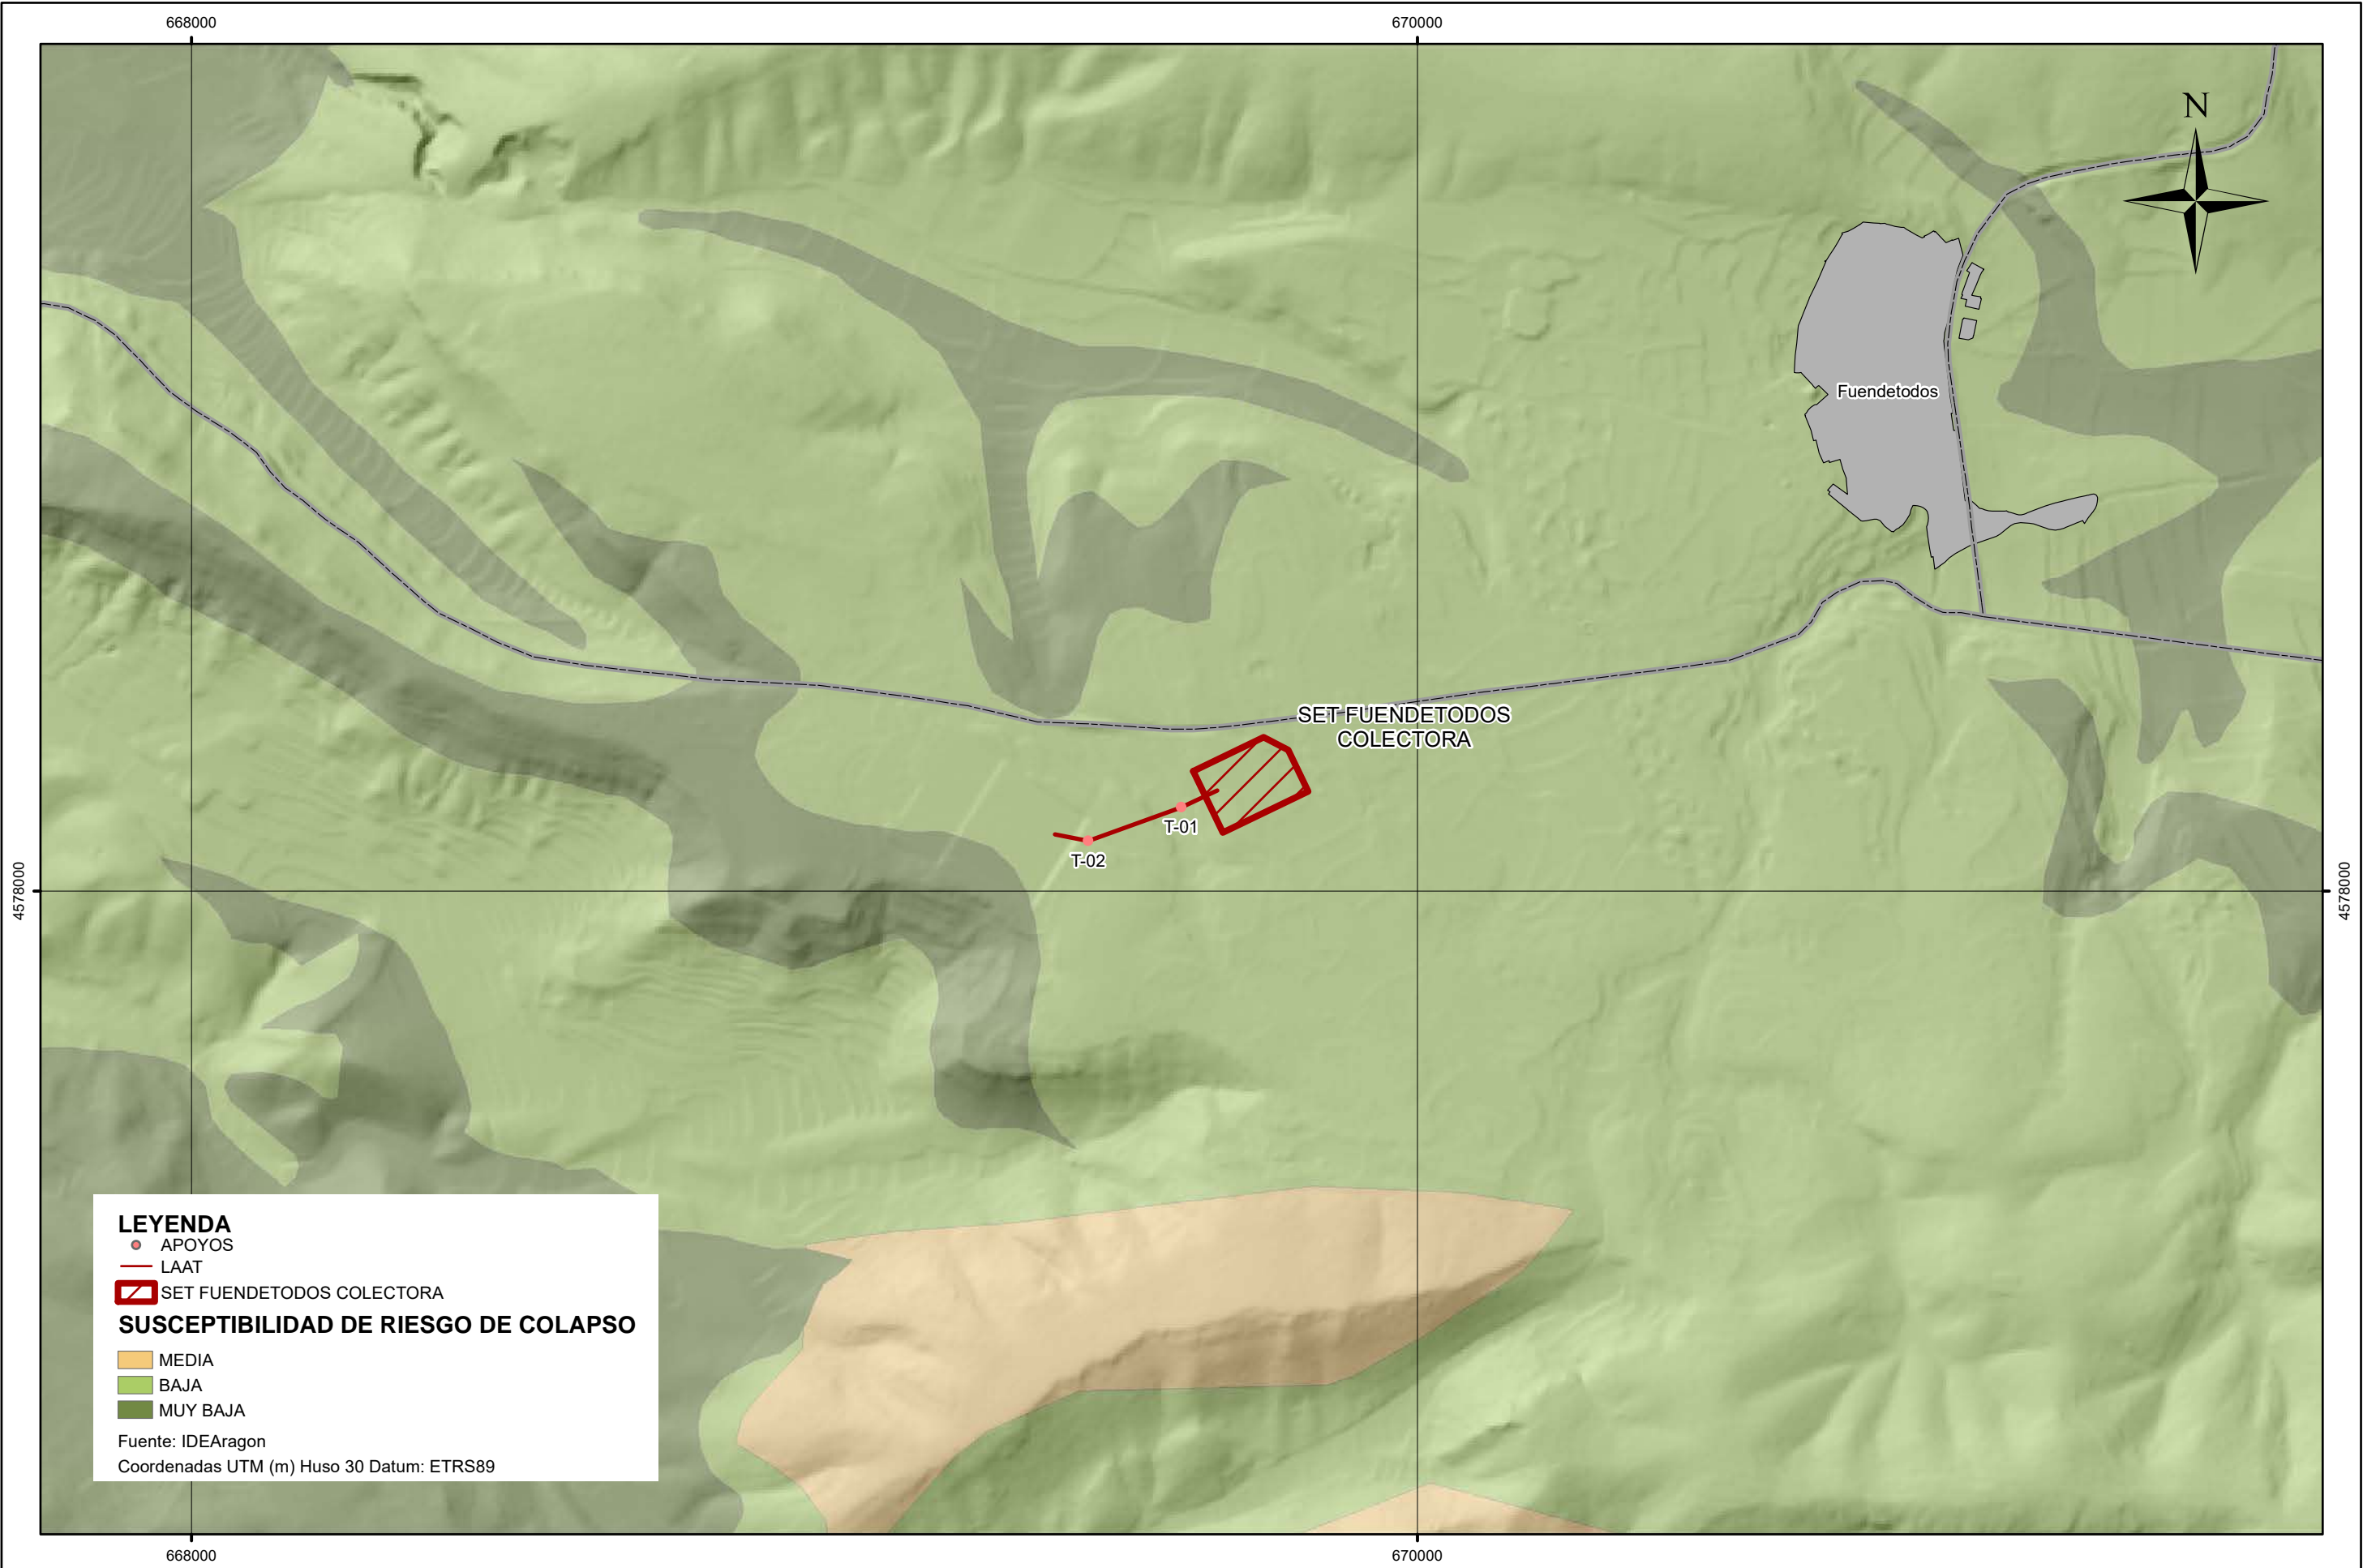 668000
670000
N
Fuendetodos
SET FUENDETODOS
COLECTORA
T-01
T-02
4578000
4578000
LEYENDA
APOYOS
LAAT
SET FUENDETODOS COLECTORA
SUSCEPTIBILIDAD DE RIESGO DE COLAPSO
MEDIA
BAJA
MUY BAJA
Fuente: IDEAragon
Coordenadas UTM (m) Huso 30 Datum: ETRS89
668000
670000